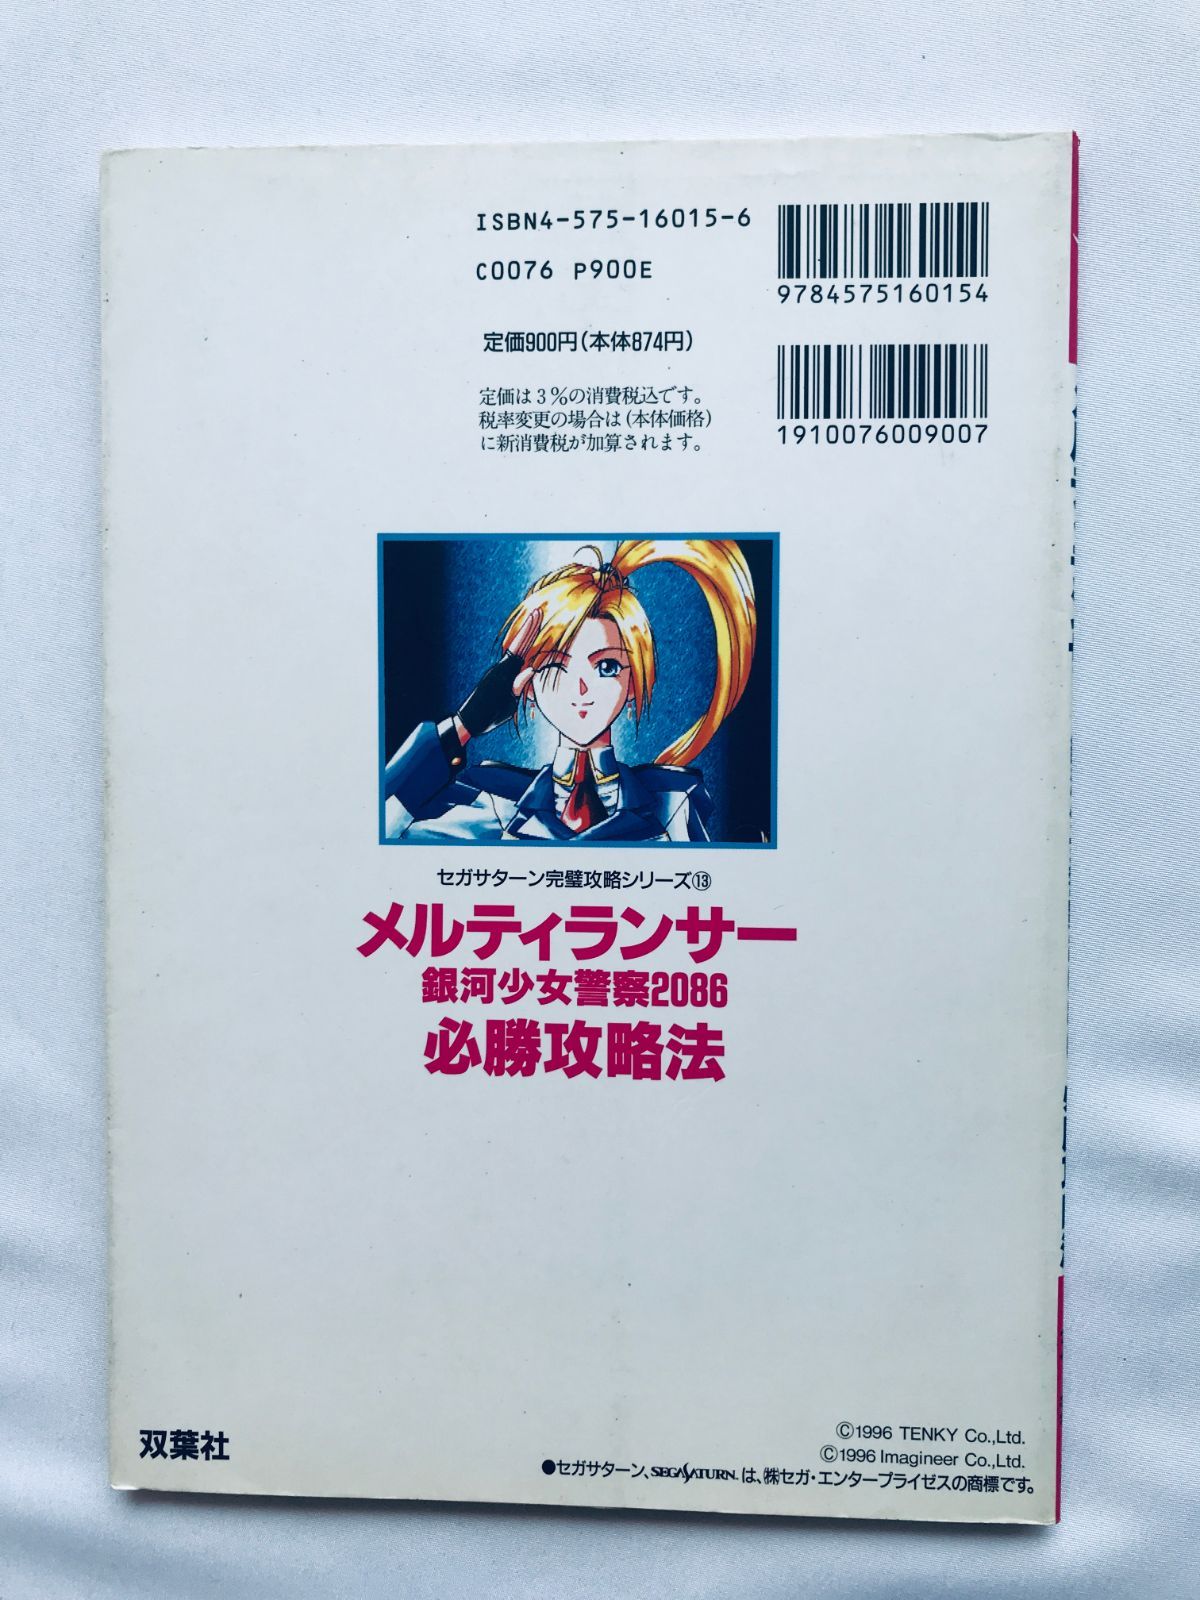 ISBN4-575-16015-6
C0076 P900E
定価900円(本体874円)
定価は3%の消費税込です。
税率変更の場合は(本体価格)
に新消費税が加算されます。
9784575160154
1910076009007
セガサターン完璧攻略シリーズ⑬
メルティランサー
銀河少女警察2086
必勝攻略法
双葉社
©1996 TENKY Co.,Ltd.
©1996 Imagineer Co.,Ltd.
●セガサターン、SEGA SATURN™は、㈱セガ・エンタープライゼスの商標です。